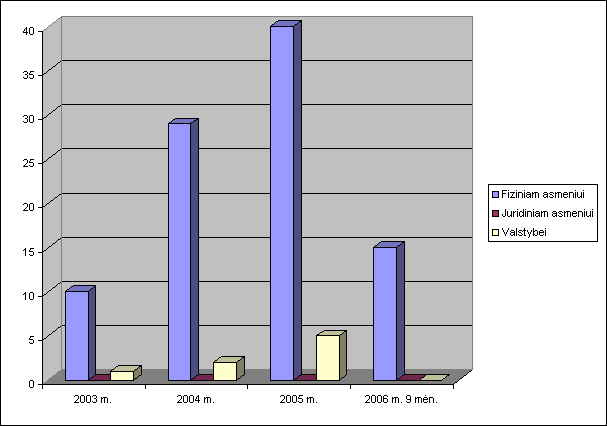 40
35
30
25
20
15
10
5
0
2003 m.
2004 m.
2005 m.
2006 m. 9 mėn.
Fiziniam asmeniui
Juridiniam asmeniui
Valstybei